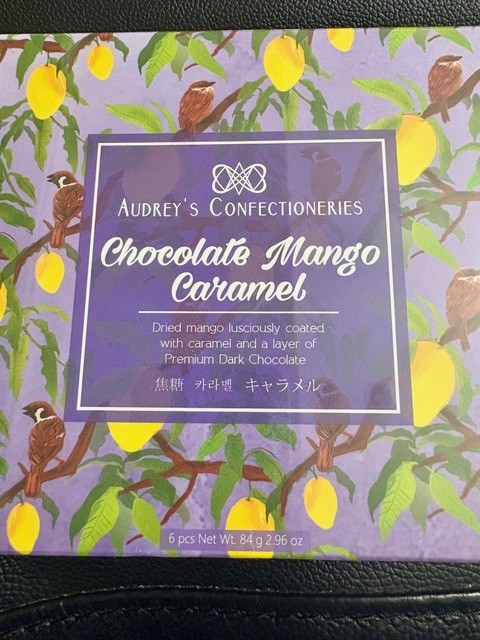 AUDREY'S CONFECTIONERIES
Chocolate Mango
Caramel
Dried mango lusciously coated
with caramel and a layer of
Premium Dark Chocolate
焦糖 카라멜 キャラメル
6 pcs Net Wt. 84 g 2.96 oz